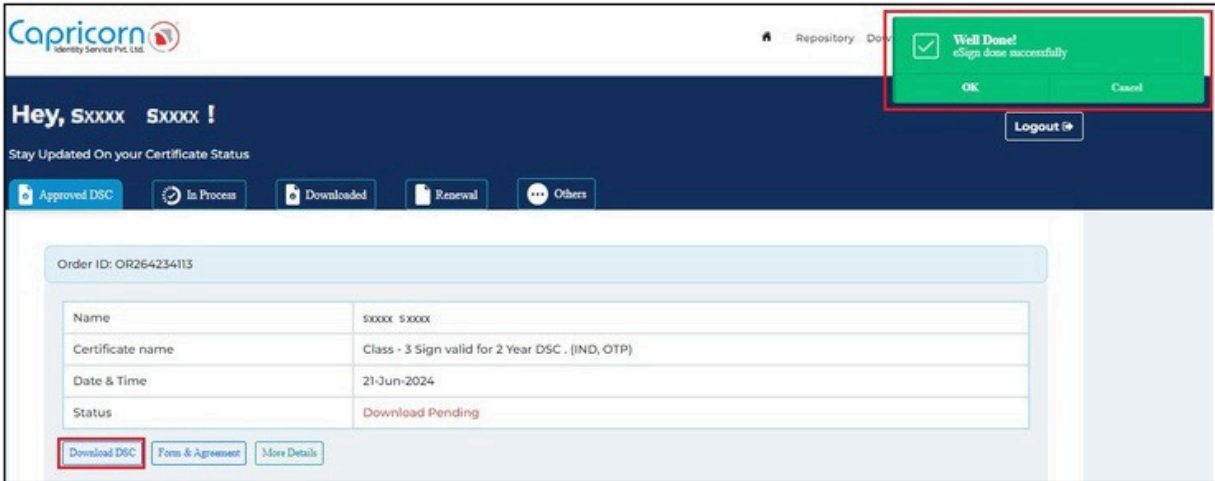 Capricorn
Identity Service Pvt. Ltd.
Repository Dow
Well Done!
eSign done successfully
OK Cancel
Hey, sxxxx sxxxx !
Logout
Stay Updated On your Certificate Status
Approved DSC In Process Downloaded Renewal Others
Order ID: OR264234113
Name sxxxx sxxxx
Certificate name Class - 3 Sign valid for 2 Year DSC . (IND, OTP)
Date & Time 21-Jun-2024
Status Download Pending
Download DSC Form & Agreement More Details